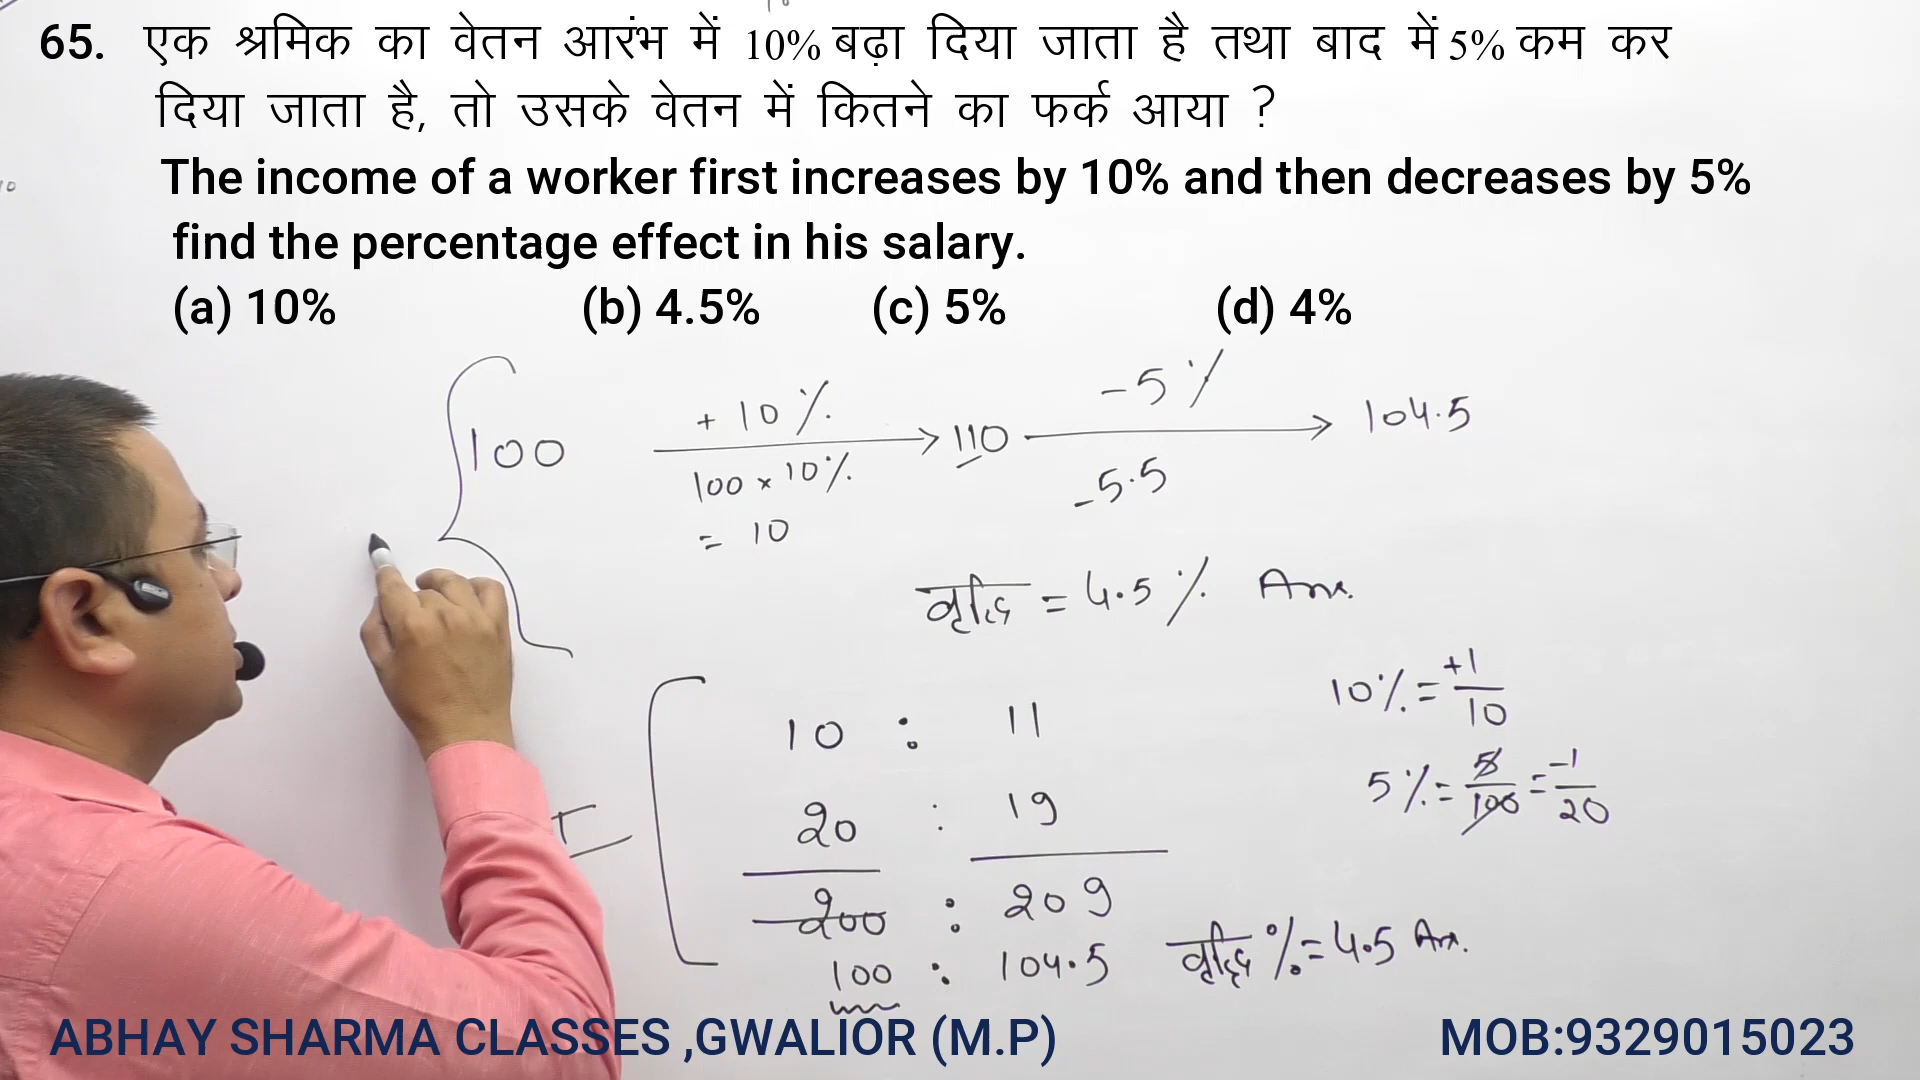 65. एक श्रमिक का वेतन आरंभ में 10% बढ़ा दिया जाता है तथा बाद में 5% कम कर
दिया जाता है, तो उसके वेतन में कितने का फर्क आया ?
The income of a worker first increases by 10% and then decreases by 5%
find the percentage effect in his salary.
(a) 10% (b) 4.5% (c) 5% (d) 4%
+ 10 % - 5 %
100 → 110 → 104.5
100 × 10% - 5.5
= 10
वृद्धि = 4.5 % Ans.
10 : 11 10% = +1/10
20 : 19 5% = 5/100 = -1/20
200 : 209
100 : 104.5 वृद्धि % = 4.5 Ans.
ABHAY SHARMA CLASSES ,GWALIOR (M.P) MOB:9329015023